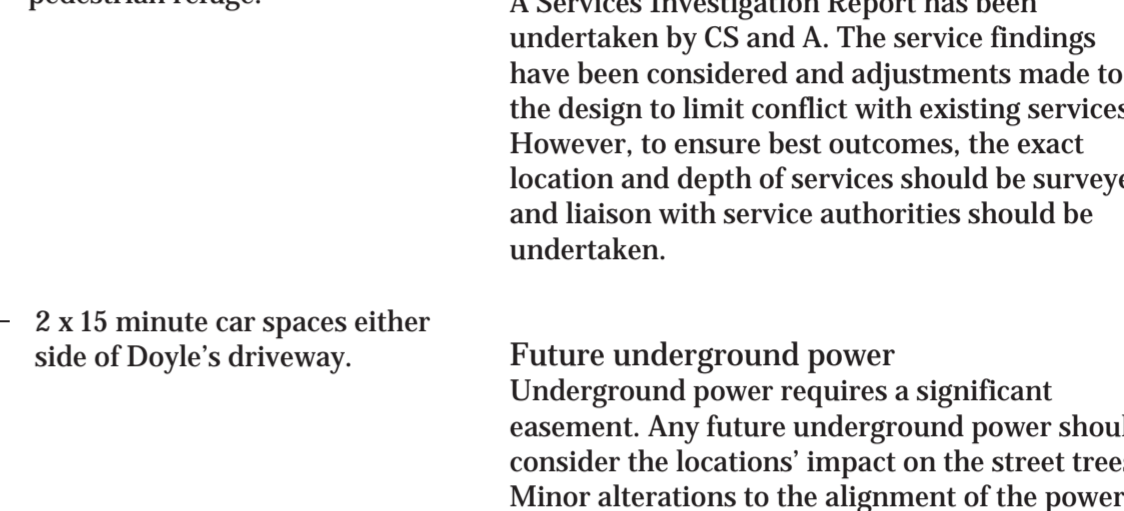 pedestrian refuge.
2 x 15 minute car spaces either
side of Doyle's driveway.
A Services Investigation Report has been
undertaken by CS and A. The service findings
have been considered and adjustments made to
the design to limit conflict with existing services
However, to ensure best outcomes, the exact
location and depth of services should be surveye
and liaison with service authorities should be
undertaken.
Future underground power
Underground power requires a significant
easement. Any future underground power shoul
consider the locations' impact on the street tree
Minor alterations to the alignment of the power